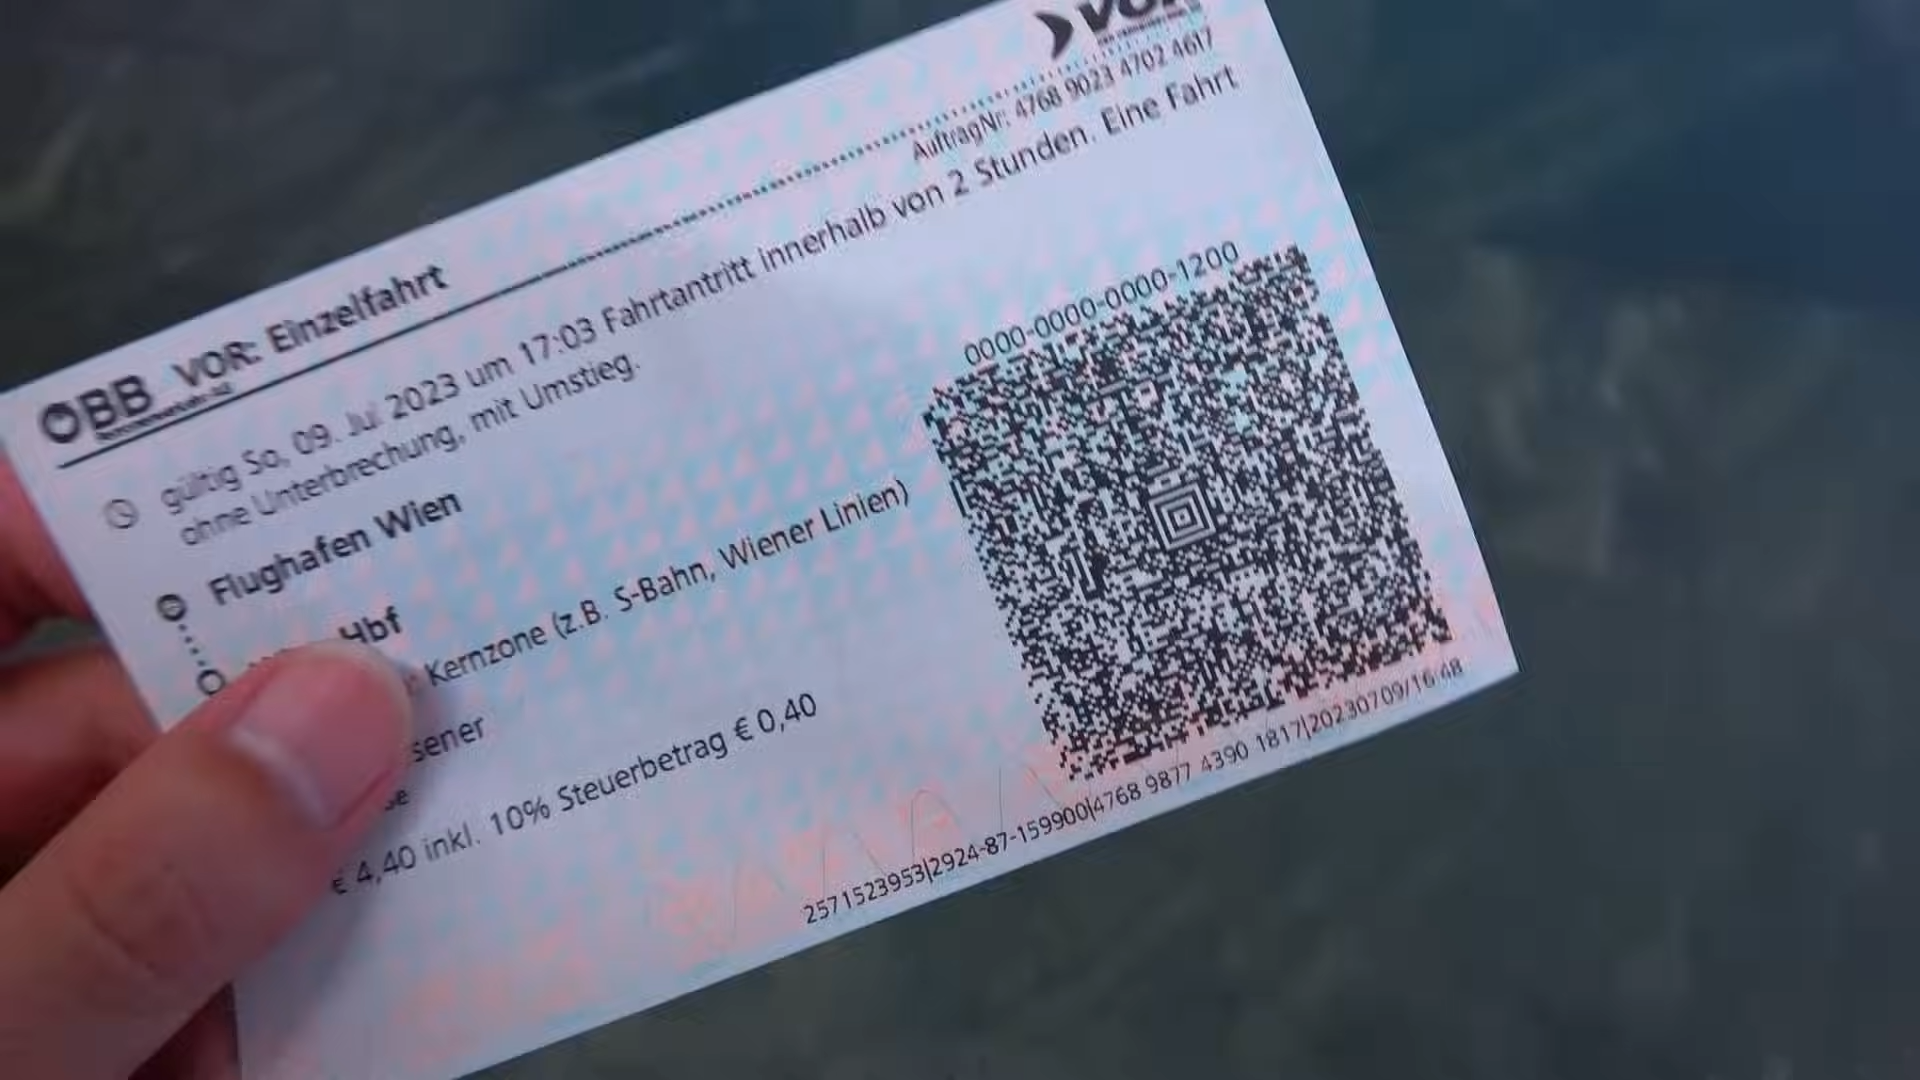 VOR
AuftragNr: 4768 9023 4702 4617
ÖBB VOR: Einzelfahrt
gültig So, 09. Jul 2023 um 17:03 Fahrtantritt innerhalb von 2 Stunden. Eine Fahrt
ohne Unterbrechung, mit Umstieg.
Flughafen Wien
Hbf
Kernzone (z.B. S-Bahn, Wiener Linien)
sener
se
€ 4,40 inkl. 10% Steuerbetrag € 0,40
0000-0000-0000-1200
2571523953|2924-87-159900|4768 9877 4390 1817|20230709/16:48